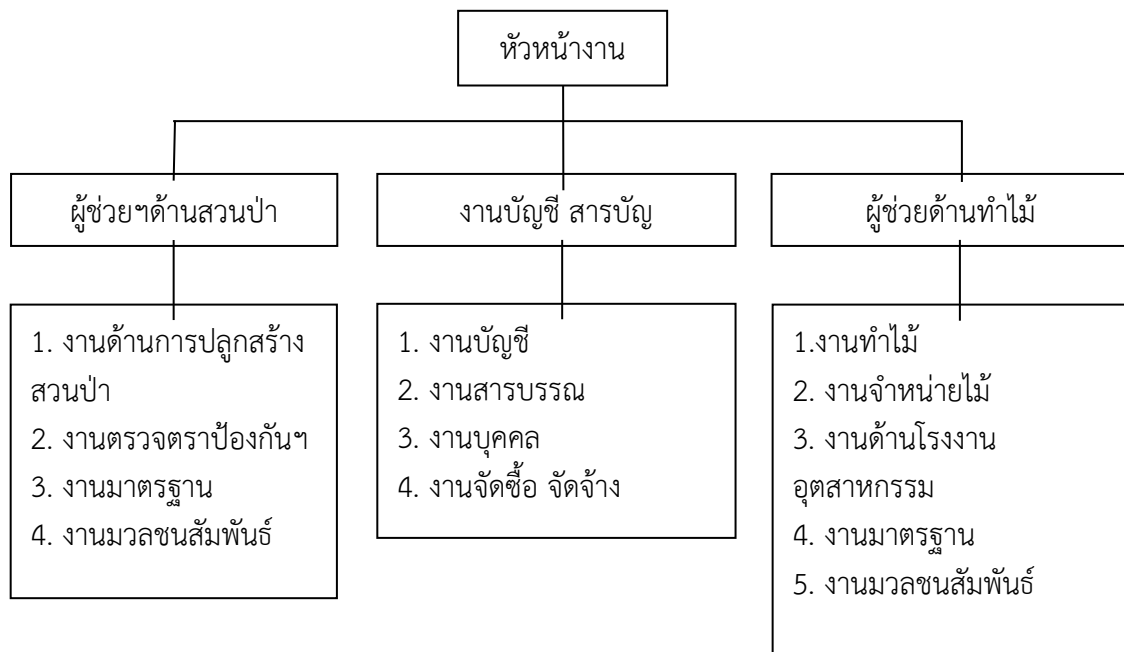 หัวหน้างาน
ผู้ช่วยฯด้านสวนป่า
งานบัญชี สารบัญ
ผู้ช่วยด้านทำไม้
1. งานด้านการปลูกสร้าง
สวนป่า
2. งานตรวจตราป้องกันฯ
3. งานมาตรฐาน
4. งานมวลชนสัมพันธ์
1. งานบัญชี
2. งานสารบรรณ
3. งานบุคคล
4. งานจัดซื้อ จัดจ้าง
1.งานทำไม้
2. งานจำหน่ายไม้
3. งานด้านโรงงาน
อุตสาหกรรม
4. งานมาตรฐาน
5. งานมวลชนสัมพันธ์